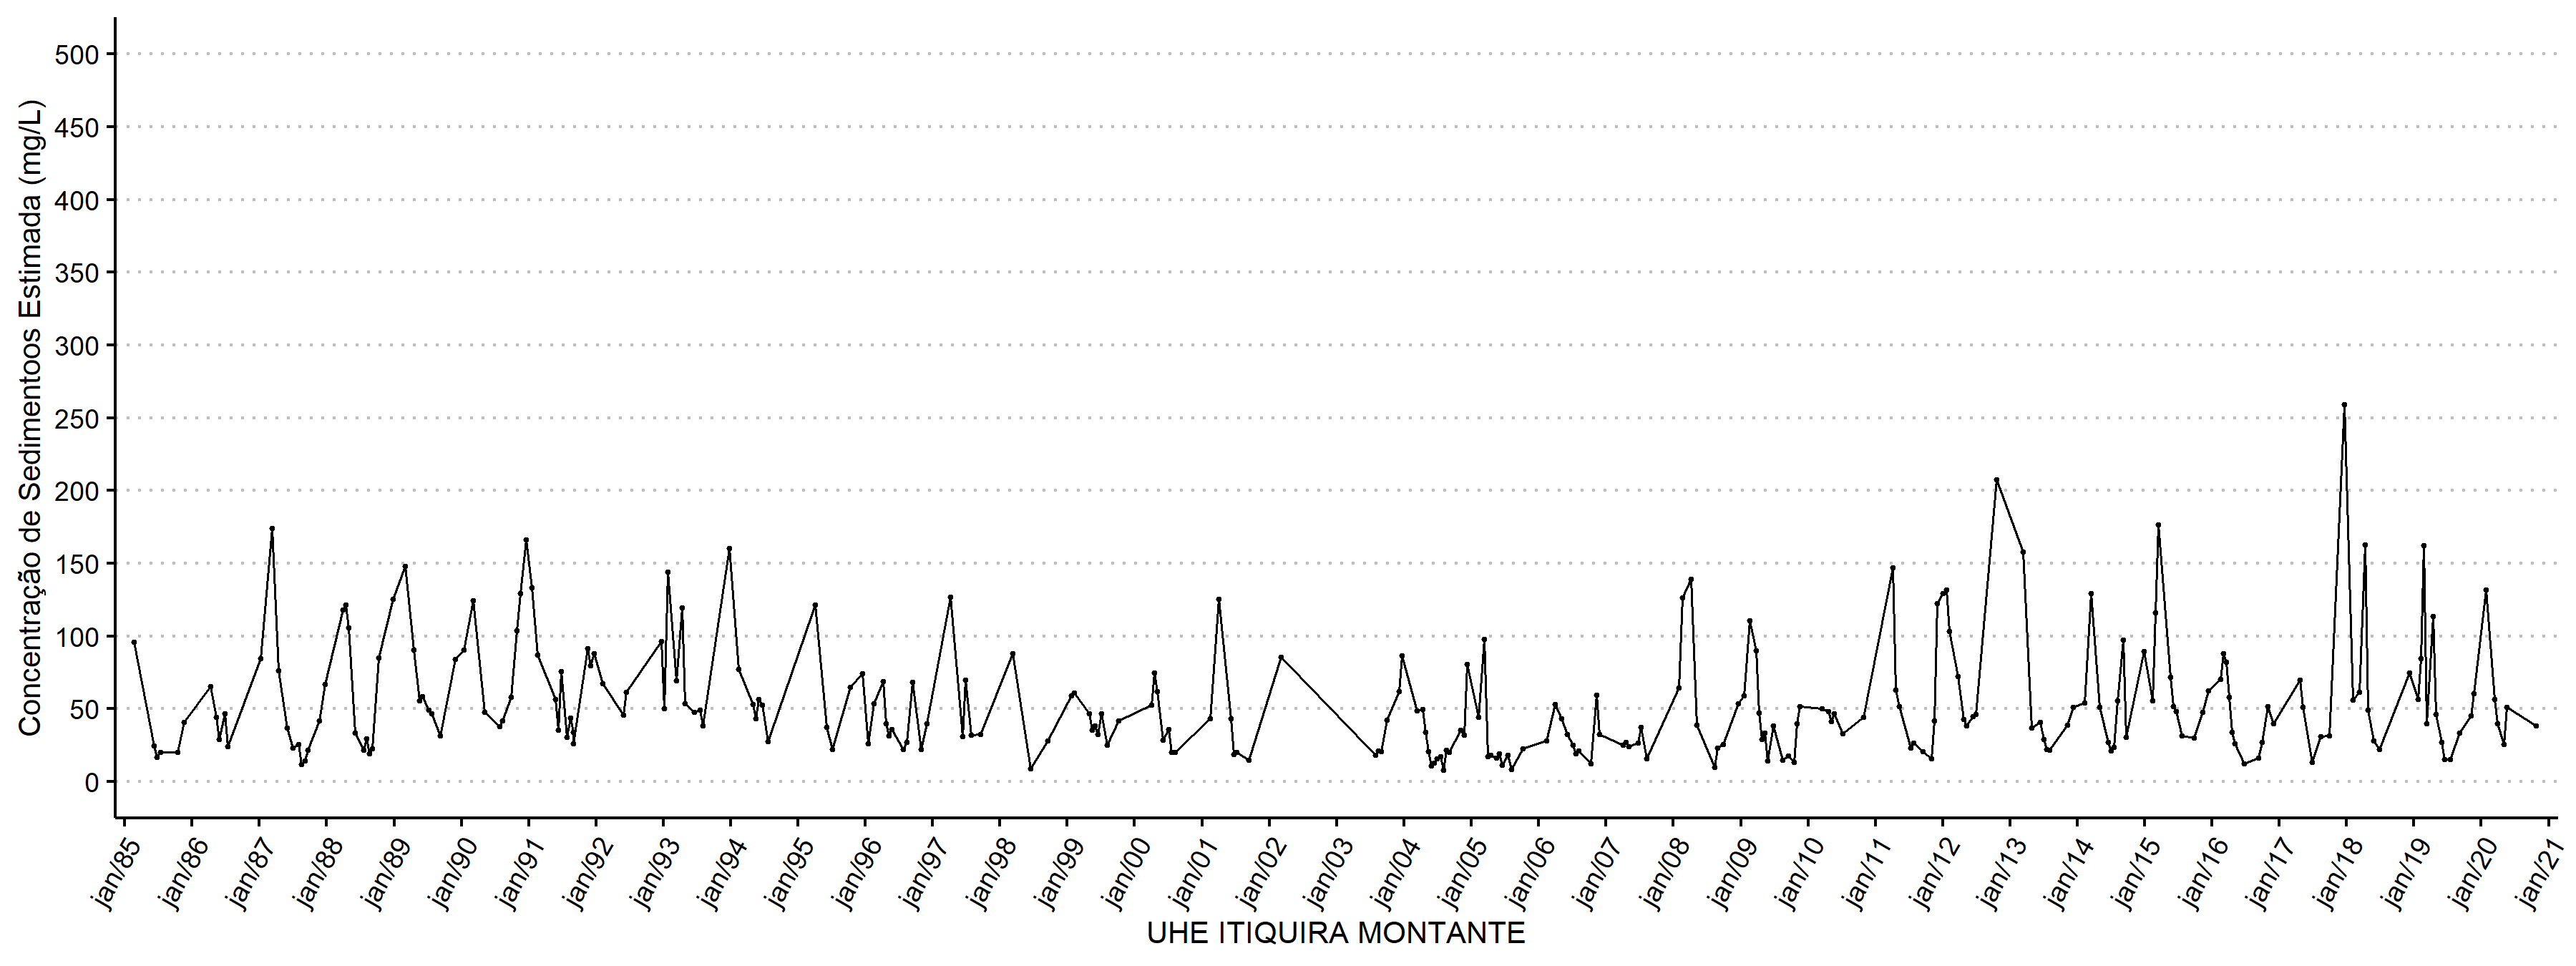 Concentração de Sedimentoos Estimada (mg/L)
500
450
400
350
300
250
200
150
100
50
0
jan/85
jan/86
jan/87
jan/88
jan/89
jan/90
jan/91
jan/92
jan/93
jan/94
jan/95
jan/96
jan/97
jan/98
jan/99
jan/00
jan/01
jan/02
jan/03
jan/04
jan/05
jan/06
jan/07
jan/08
jan/09
jan/10
jan/11
jan/12
jan/13
jan/14
jan/15
jan/16
jan/17
jan/18
jan/19
jan/20
jan/21
UHE ITIQUIRA MONTANTE